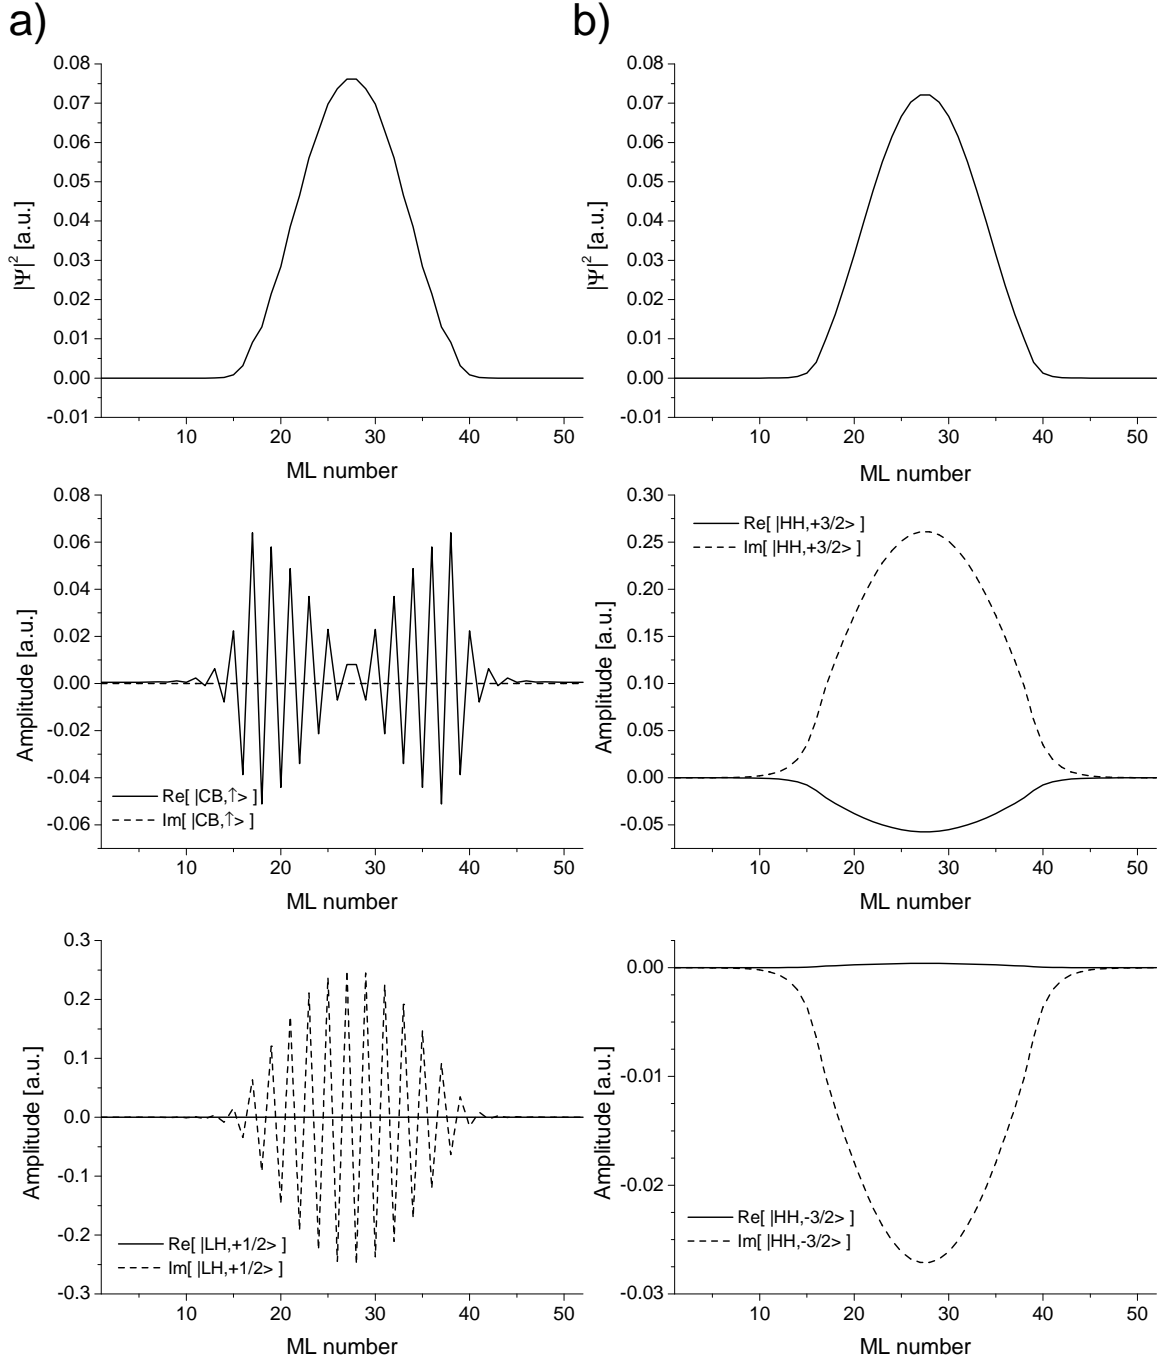 a)
0.08
0.07
0.06
0.05
0.04
0.03
0.02
0.01
0.00
-0.01
|Ψ|² [a.u.]
10 20 30 40 50
ML number
0.08
0.06
0.04
0.02
0.00
-0.02
-0.04
-0.06
Amplitude [a.u.]
Re[ |CB,↑> ]
Im[ |CB,↑> ]
10 20 30 40 50
ML number
0.3
0.2
0.1
0.0
-0.1
-0.2
-0.3
Amplitude [a.u.]
Re[ |LH,+1/2> ]
Im[ |LH,+1/2> ]
10 20 30 40 50
ML number
b)
0.08
0.07
0.06
0.05
0.04
0.03
0.02
0.01
0.00
-0.01
|Ψ|² [a.u.]
10 20 30 40 50
ML number
0.30
0.25
0.20
0.15
0.10
0.05
0.00
-0.05
Amplitude [a.u.]
Re[ |HH,+3/2> ]
Im[ |HH,+3/2> ]
10 20 30 40 50
ML number
0.00
-0.01
-0.02
-0.03
Amplitude [a.u.]
Re[ |HH,-3/2> ]
Im[ |HH,-3/2> ]
10 20 30 40 50
ML number